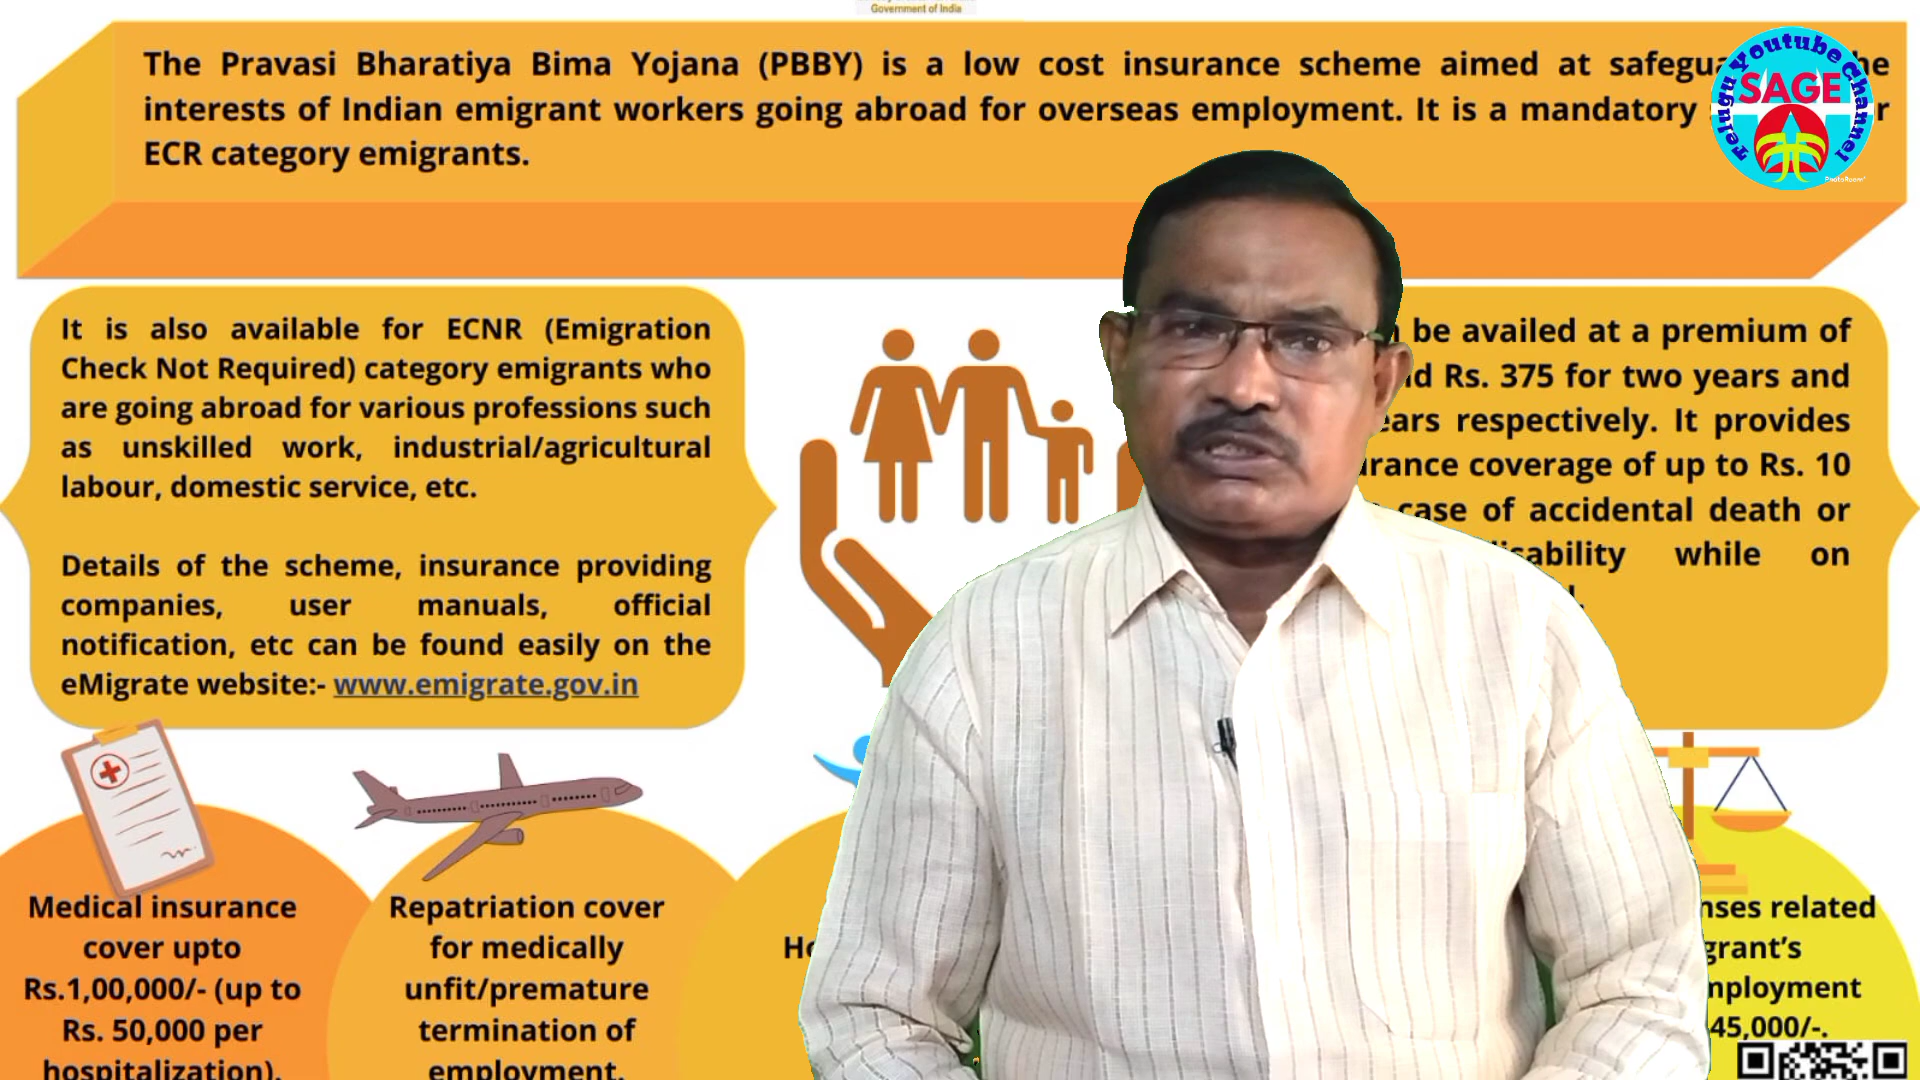 Government of India
The Pravasi Bharatiya Bima Yojana (PBBY) is a low cost insurance scheme aimed at
interests of Indian emigrant workers going abroad for overseas employment. It is a mandatory
ECR category emigrants.
Telugu Youtube Channel
SAGE
PhotoRoom
It is also available for ECNR (Emigration
Check Not Required) category emigrants who
are going abroad for various professions such
as unskilled work, industrial/agricultural
labour, domestic service, etc.
Details of the scheme, insurance providing
companies, user manuals, official
notification, etc can be found easily on the
eMigrate website:- www.emigrate.gov.in
be availed at a premium of
Rs. 375 for two years and
respectively. It provides
coverage of up to Rs. 10
case of accidental death or
while on
Medical insurance
cover upto
Rs.1,00,000/- (up to
Rs. 50,000 per
hospitalization).
Repatriation cover
for medically
unfit/premature
termination of
employment.
related
45,000/-.